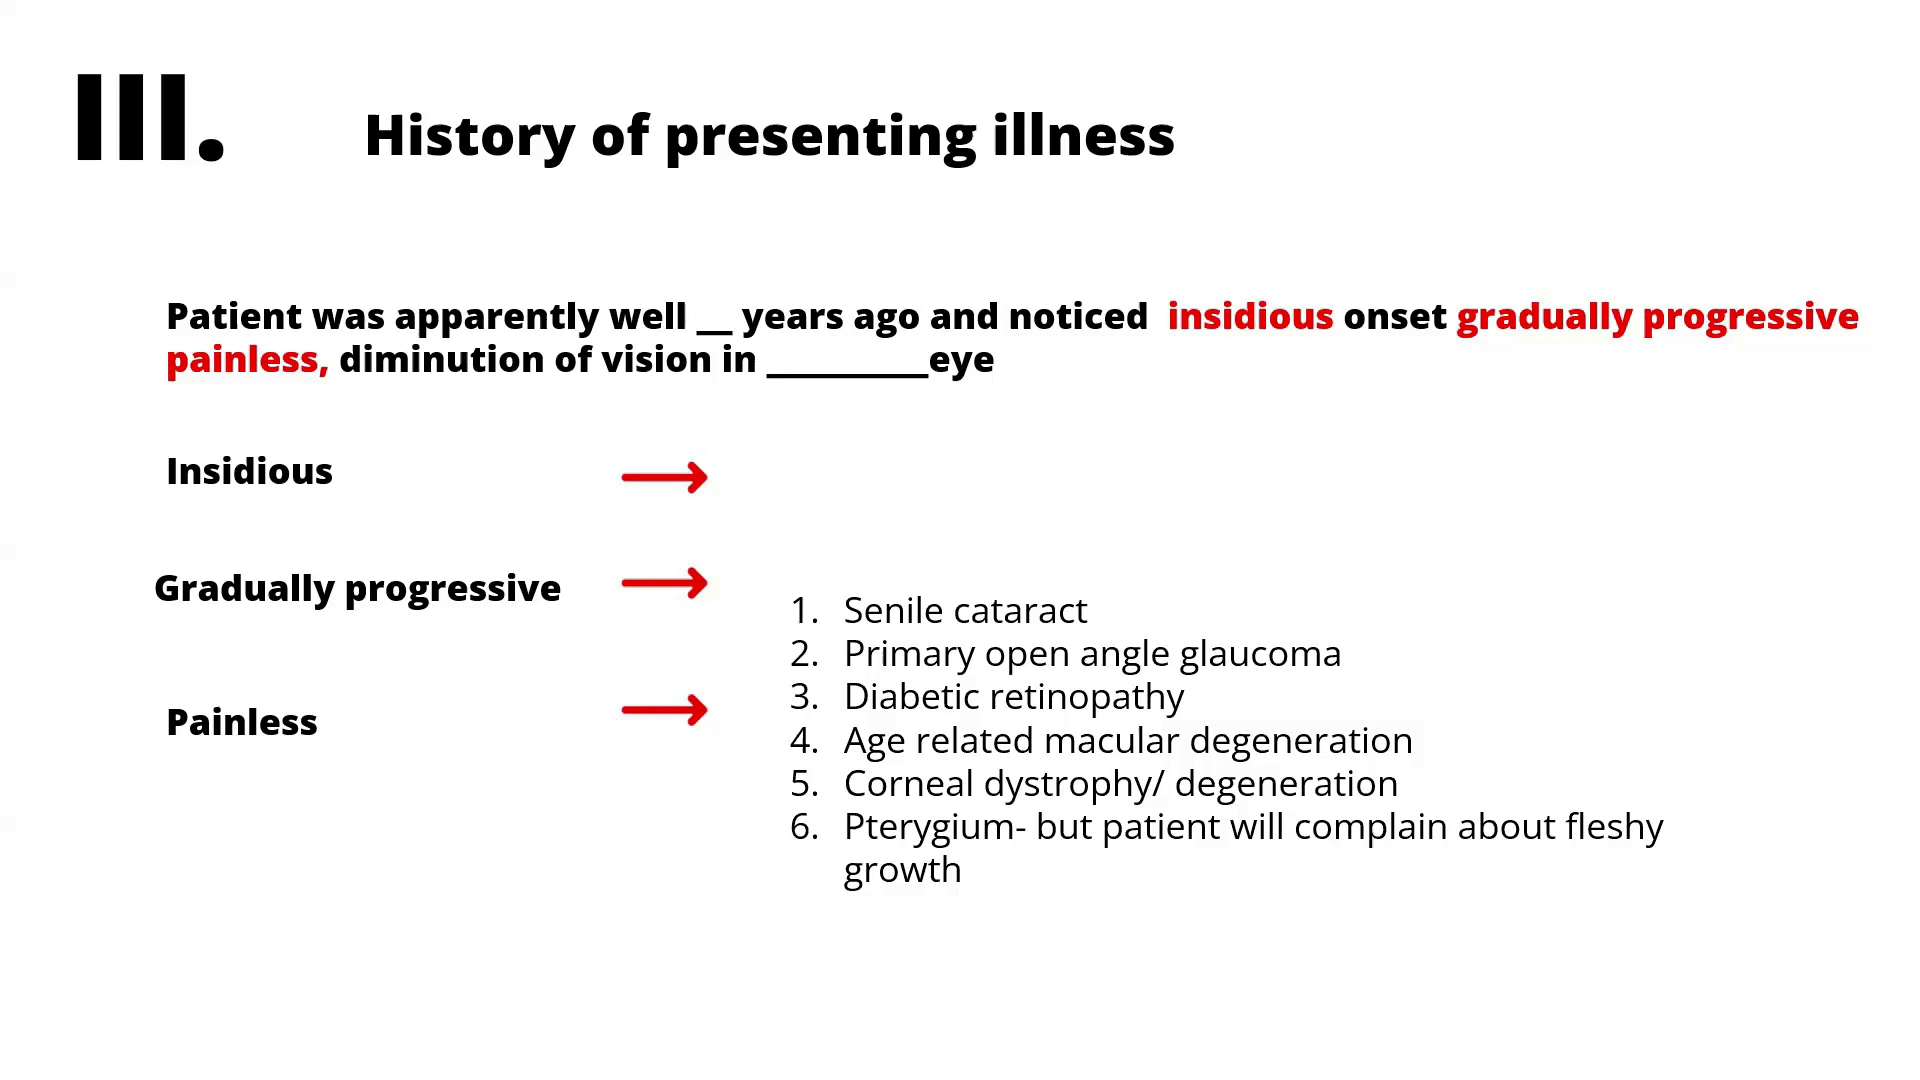 III.
History of presenting illness
Patient was apparently well __ years ago and noticed insidious onset gradually progressive
painless, diminution of vision in _________eye
Insidious
Gradually progressive
Painless
1. Senile cataract
2. Primary open angle glaucoma
3. Diabetic retinopathy
4. Age related macular degeneration
5. Corneal dystrophy/ degeneration
6. Pterygium- but patient will complain about fleshy
growth